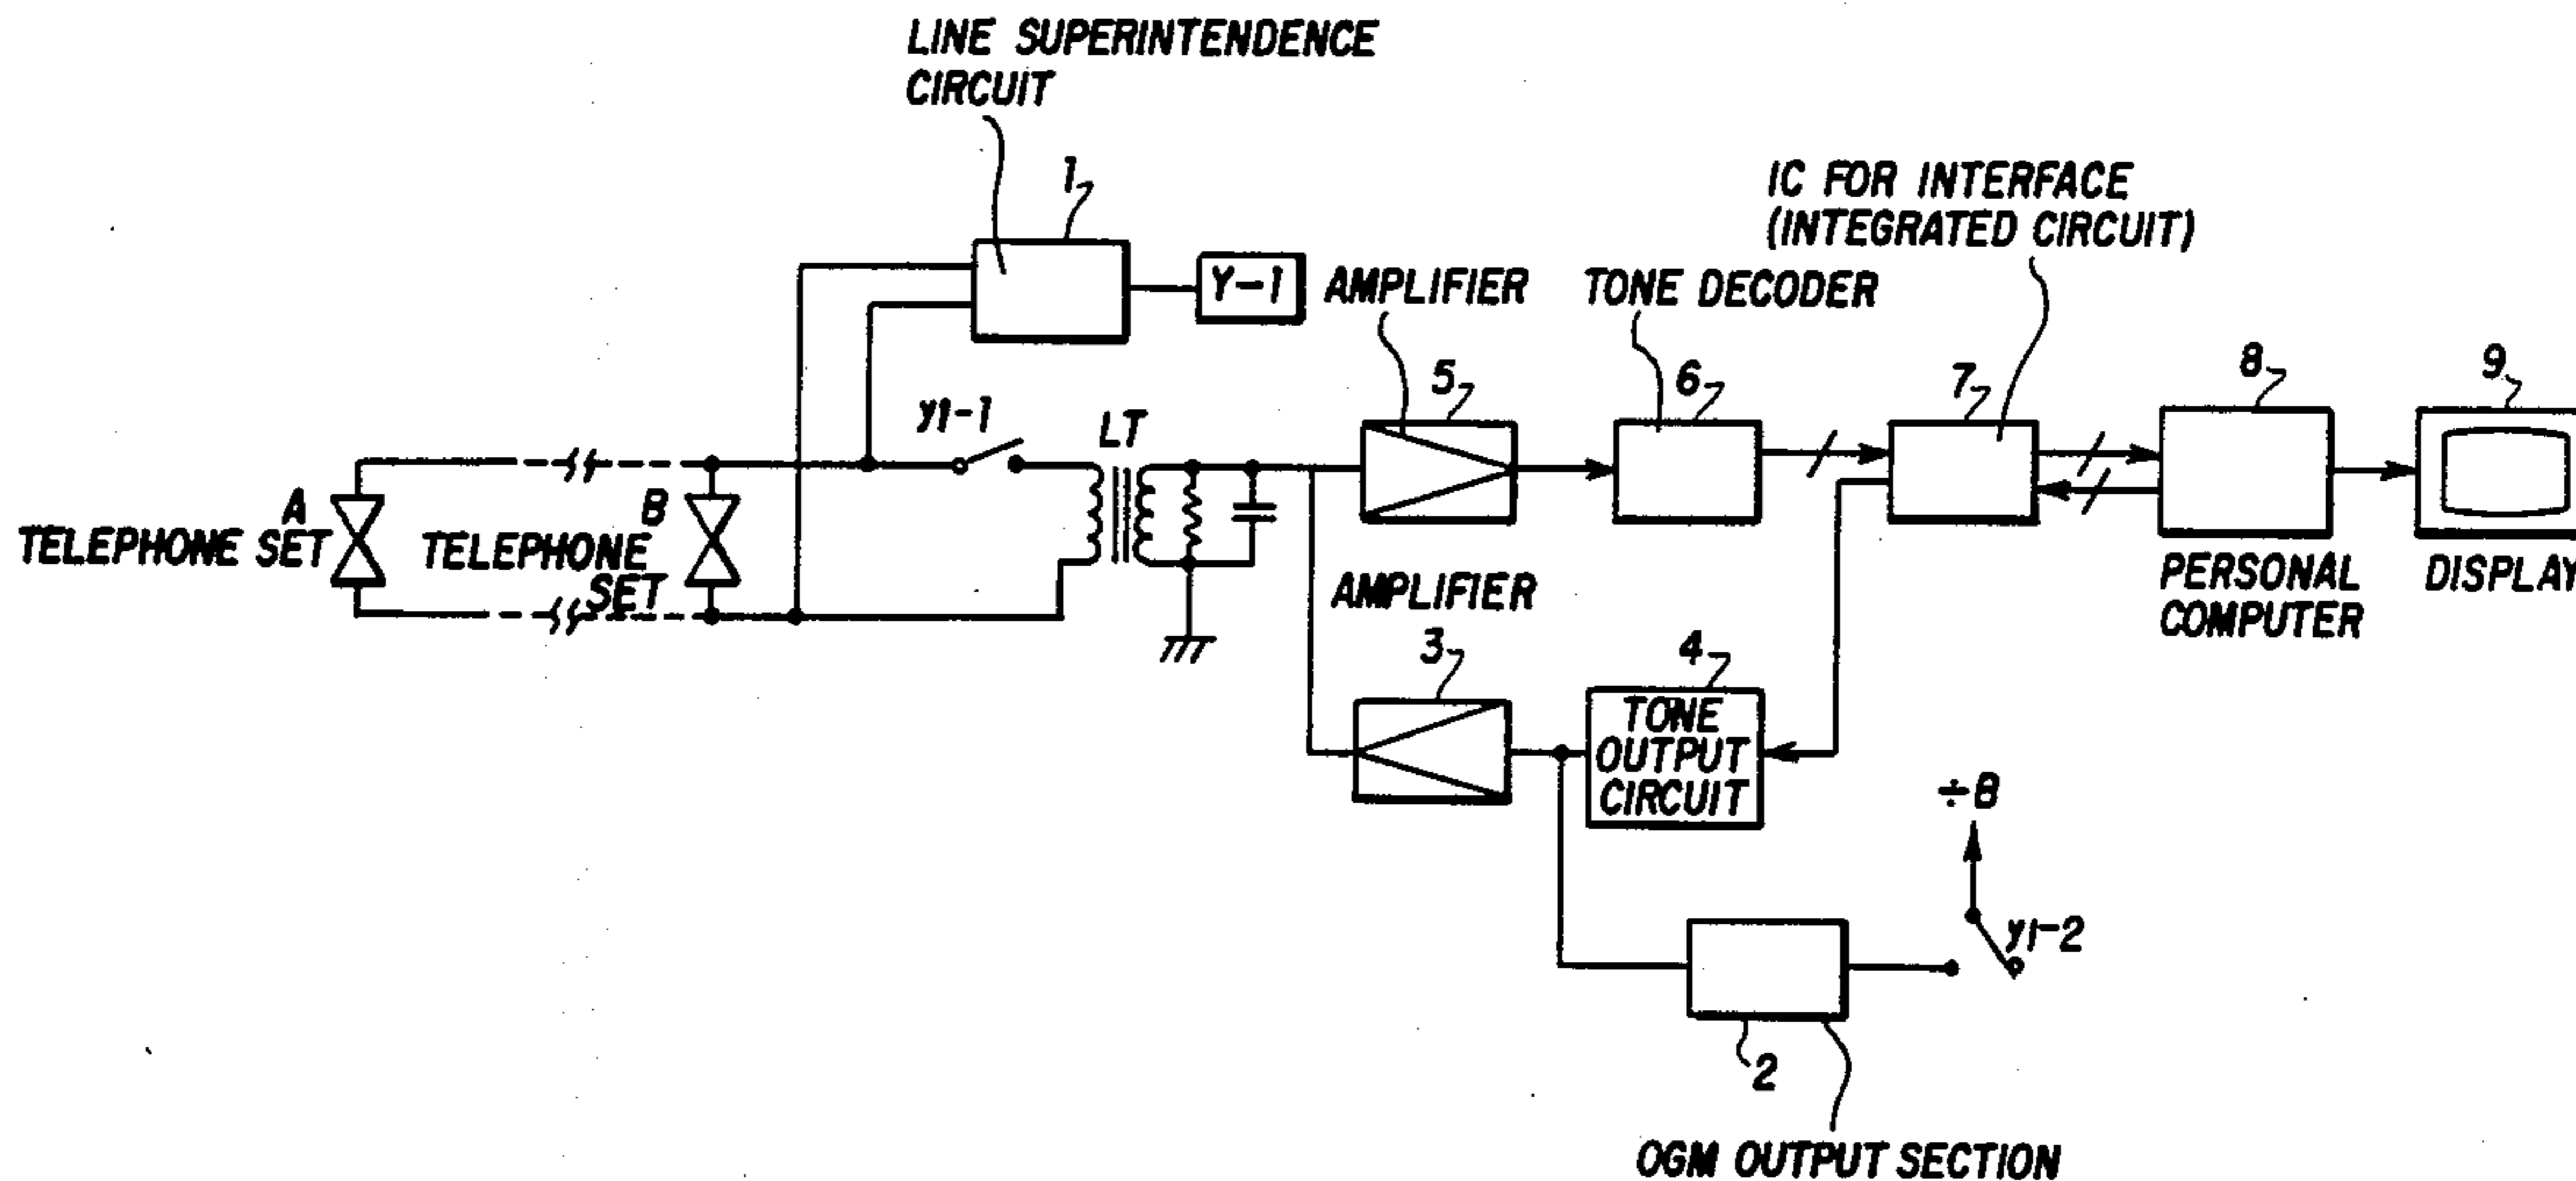 LINE SUPERINTENDENCE
CIRCUIT
1
Y-1
IC FOR INTERFACE
(INTEGRATED CIRCUIT)
AMPLIFIER
TONE DECODER
5
6
7
8
9
y1-1
LT
A
TELEPHONE SET
B
TELEPHONE
SET
PERSONAL
COMPUTER
DISPLAY
AMPLIFIER
3
4
TONE
OUTPUT
CIRCUIT
÷B
y1-2
2
OGM OUTPUT SECTION